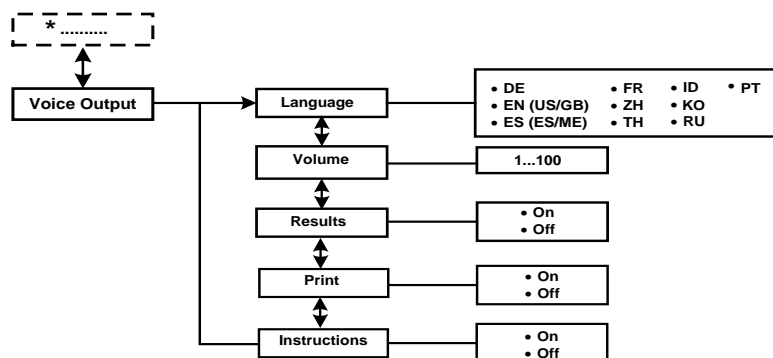 * ..........
Voice Output
Language
• DE • FR • ID • PT
• EN (US/GB) • ZH • KO
• ES (ES/ME) • TH • RU
Volume
1...100
Results
• On
• Off
Print
• On
• Off
Instructions
• On
• Off